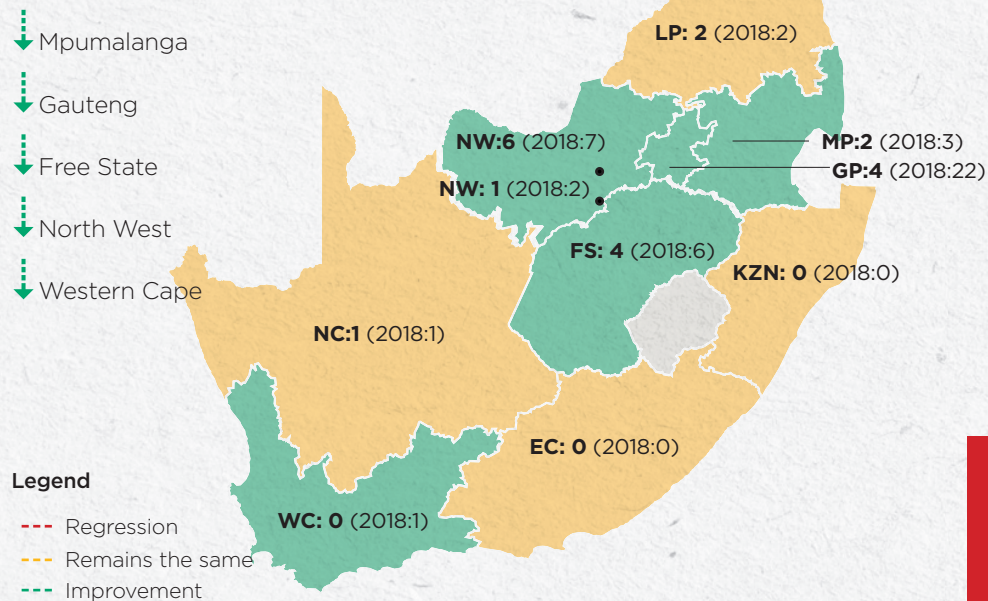 Mpumalanga
Gauteng
Free State
North West
Western Cape
LP: 2 (2018:2)
NW:6 (2018:7)
MP:2 (2018:3)
GP:4 (2018:22)
NW: 1 (2018:2)
FS: 4 (2018:6)
KZN: 0 (2018:0)
NC:1 (2018:1)
EC: 0 (2018:0)
WC: 0 (2018:1)
Legend
Regression
Remains the same
Improvement